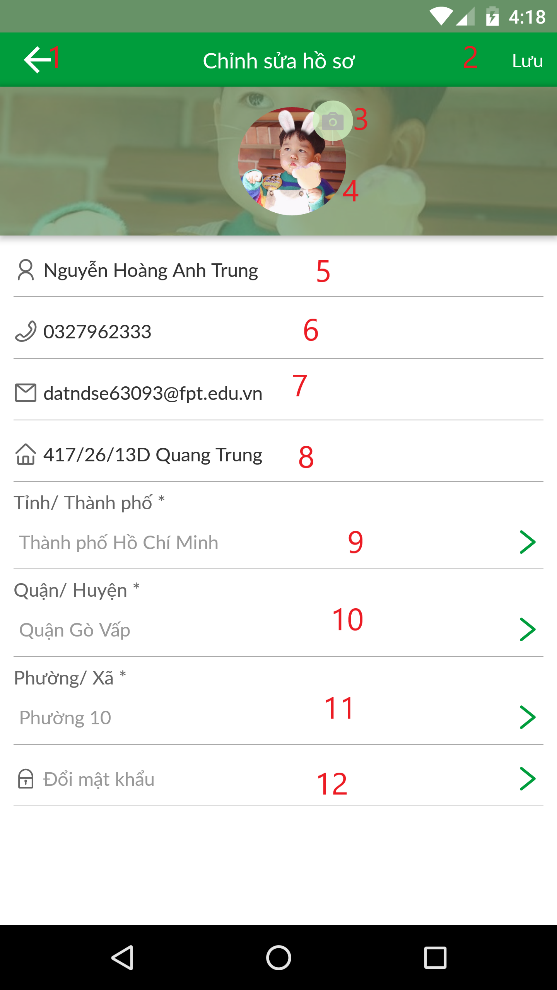 4:18
1 Chỉnh sửa hồ sơ 2 Lưu
3
4
Nguyễn Hoàng Anh Trung 5
0327962333 6
datndse63093@fpt.edu.vn 7
417/26/13D Quang Trung 8
Tỉnh/ Thành phố *
Thành phố Hồ Chí Minh 9
Quận/ Huyện *
Quận Gò Vấp 10
Phường/ Xã *
Phường 10 11
Đổi mật khẩu 12